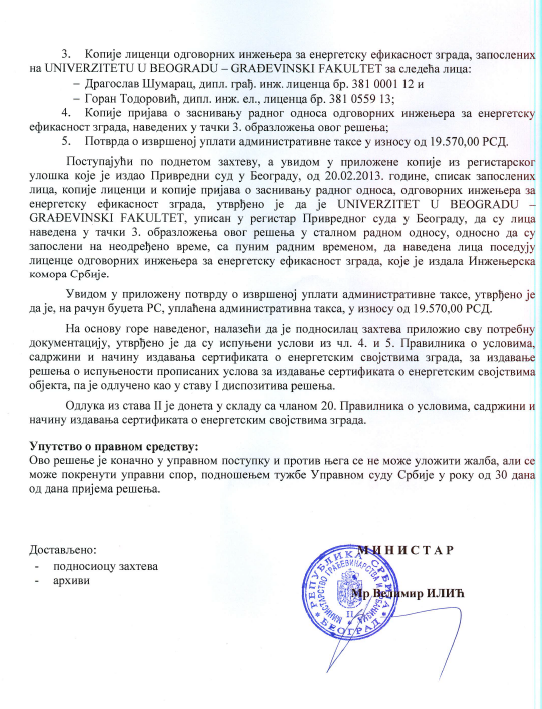 3. Копије лиценци одговорних инжењера за енергетску ефикасност зграда, запослених
на UNIVERZITETU U BEOGRADU – GRAĐEVINSKI FAKULTET за следећа лица:
– Драгослав Шумарац, дипл. грађ. инж. лиценца бр. 381 0001 12 и
– Горан Тодоровић, дипл. инж. ел., лиценца бр. 381 0559 13;
4. Копије пријава о заснивању радног односа одговорних инжењера за енергетску
ефикасност зграда, наведених у тачки 3. образложења овог решења;
5. Потврда о извршеној уплати административне таксе у износу од 19.570,00 РСД.
Поступајући по поднетом захтеву, а увидом у приложене копије из регистарског
улошка које је издао Привредни суд у Београду, од 20.02.2013. године, списак запослених
лица, копије лиценци и копије пријава о заснивању радног односа, одговорних инжењера за
енергетску ефикасност зграда, утврђено је да је UNIVERZITET U BEOGRADU –
GRAĐEVINSKI FAKULTET, уписан у регистар Привредног суда у Београду, да су лица
наведена у тачки 3. образложења овог решења у сталном радном односу, односно да су
запослени на неодређено време, са пуним радним временом, да наведена лица поседују
лиценце одговорних инжењера за енергетску ефикасност зграда, које је издала Инжењерска
комора Србије.
Увидом у приложену потврду о извршеној уплати административне таксе, утврђено је
да је, на рачун буџета РС, уплаћена административна такса, у износу од 19.570,00 РСД.
На основу горе наведеног, налазећи да је подносилац захтева приложио сву потребну
документацију, утврђено је да су испуњени услови из чл. 4. и 5. Правилника о условима,
садржини и начину издавања сертификата о енергетским својствима зграда, за издавање
решења о испуњености прописаних услова за издавање сертификата о енергетским својствима
објекта, па је одлучено као у ставу I диспозитива решења.
Одлука из става II је донета у складу са чланом 20. Правилника о условима, садржини и
начину издавања сертификата о енергетским својствима зграда.
Упутство о правном средству:
Ово решење је коначно у управном поступку и против њега се не може уложити жалба, али се
може покренути управни спор, подношењем тужбе Управном суду Србије у року од 30 дана
од дана пријема решења.
Достављено:
- подносиоцу захтева
- архиви
М И Н И С Т А Р
Мр Велимир ИЛИЋ
РЕПУБЛИКА СРБИЈА
МИНИСТАРСТВО ГРАЂЕВИНАРСТВА И УРБАНИЗМА
БЕОГРАД